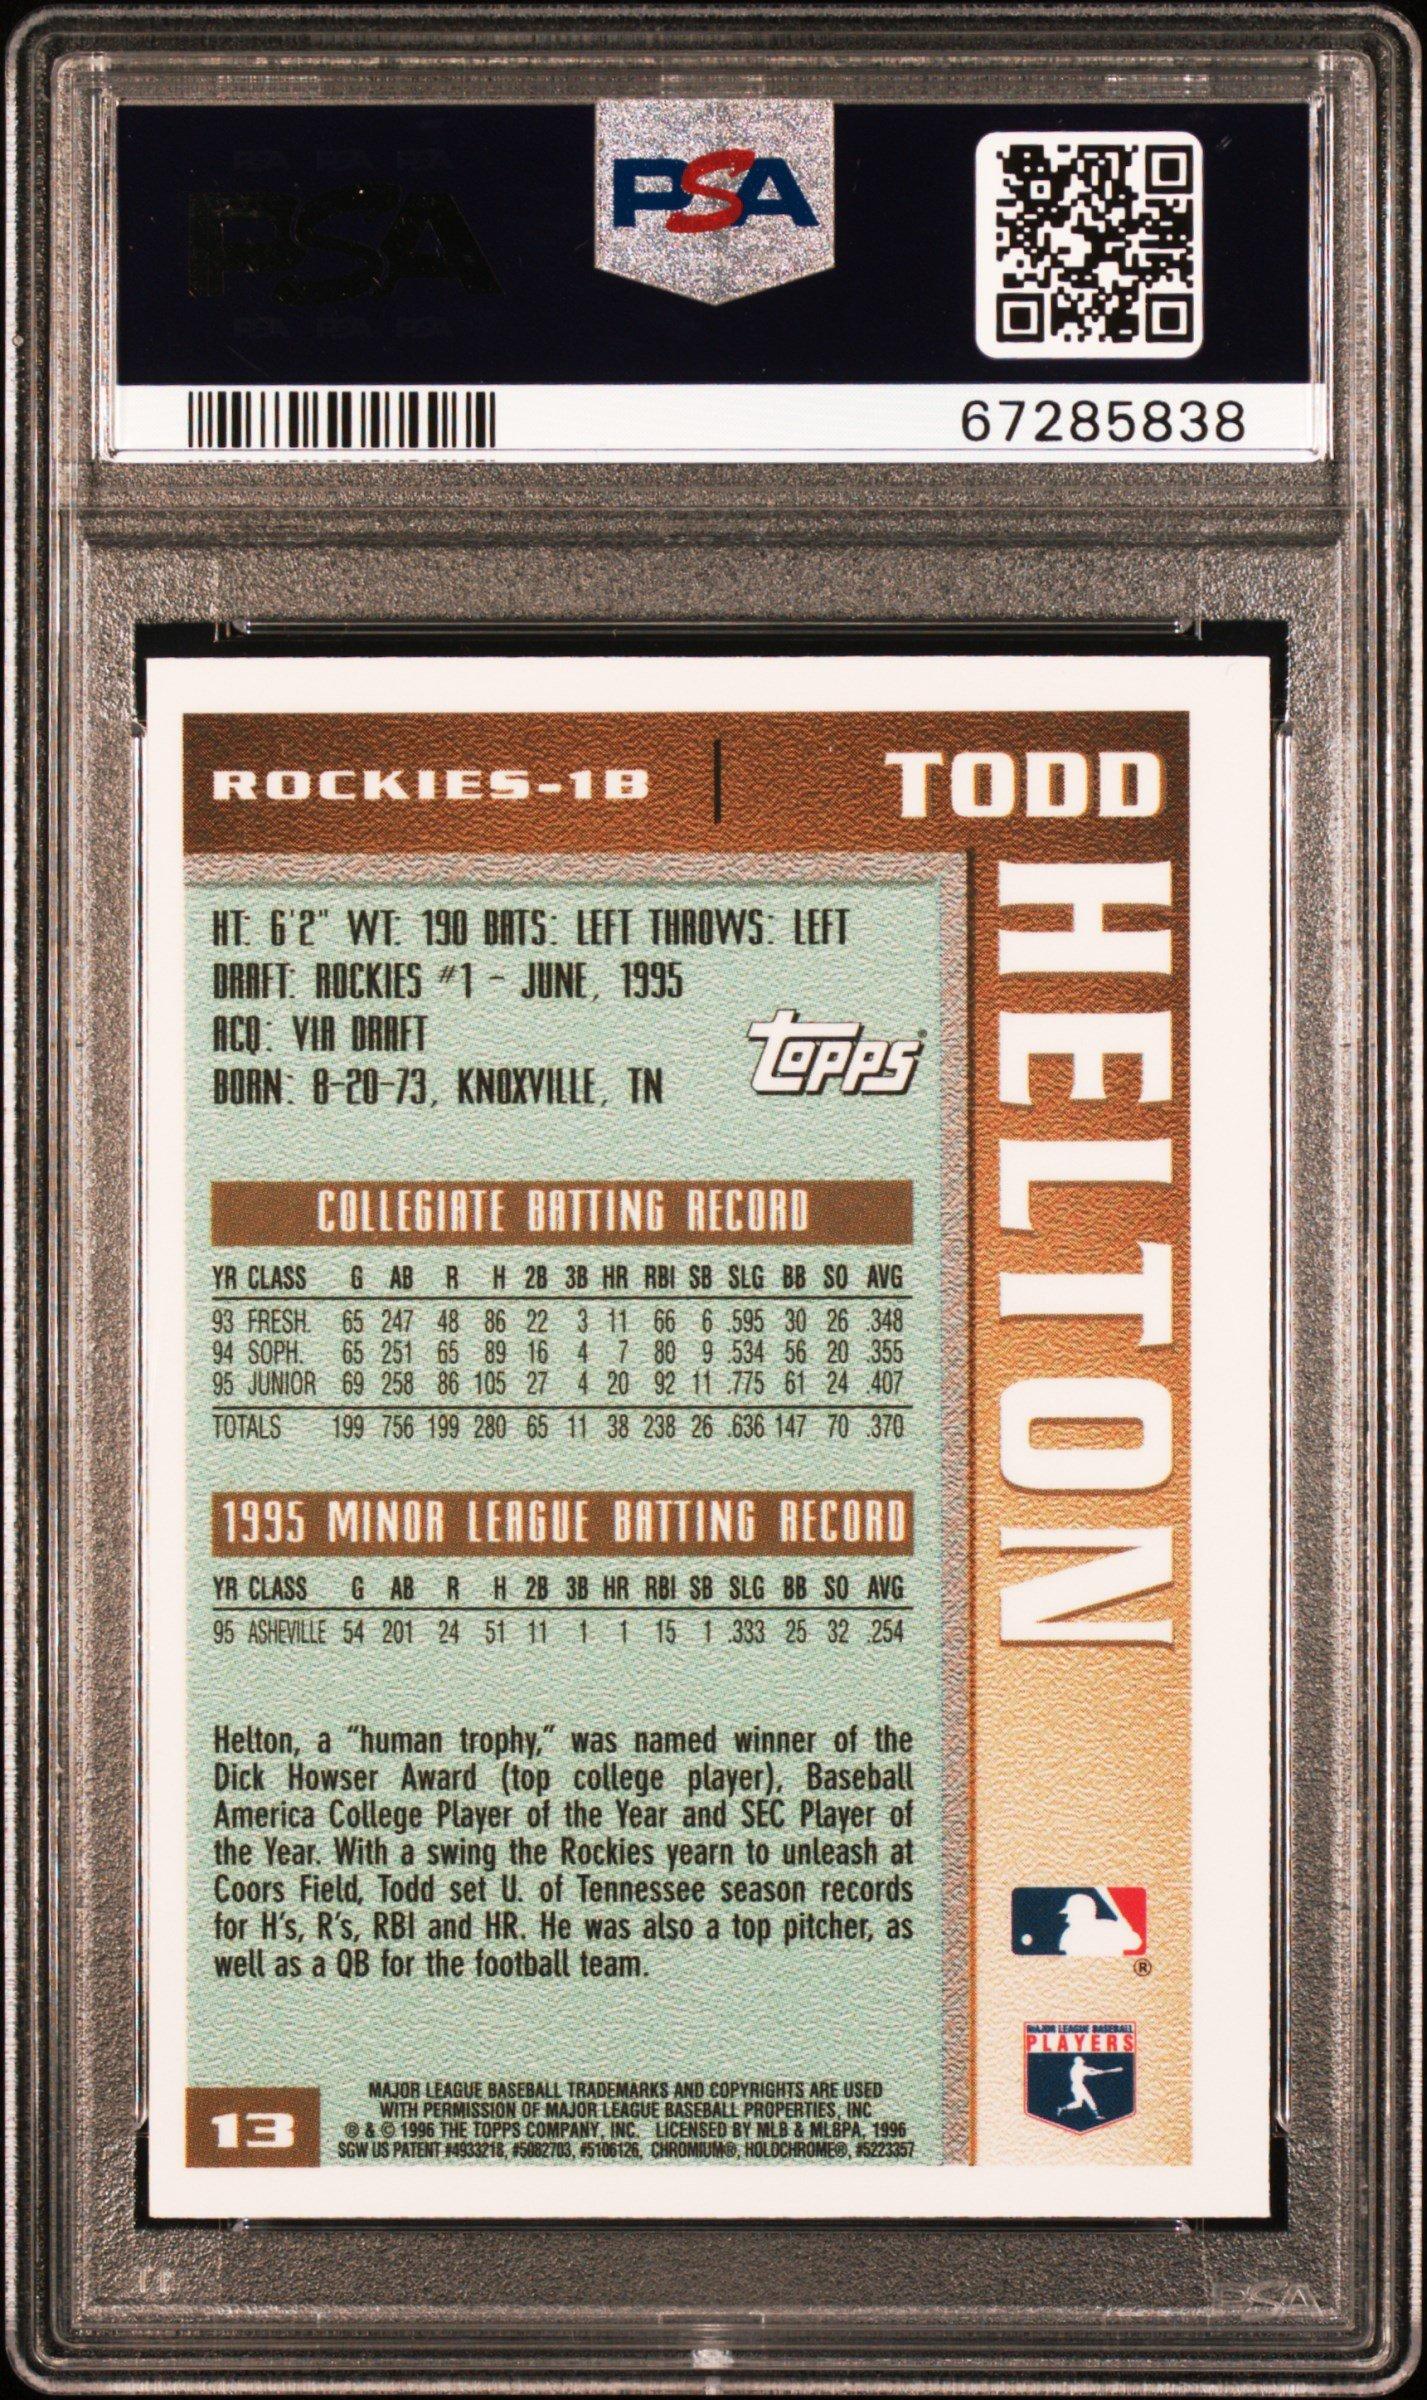 PSA
PSA
67285838
ROCKIES-1B | TODD
HELTON
HT: 6'2" WT: 190 BATS: LEFT THROWS: LEFT
DRAFT: ROCKIES #1 - JUNE, 1995
ACQ: VIA DRAFT
BORN: 8-20-73, KNOXVILLE, TN
Topps®
COLLEGIATE BATTING RECORD
YR CLASS G AB R H 2B 3B HR RBI SB SLG BB SO AVG
93 FRESH. 65 247 48 86 22 3 11 66 6 .595 30 26 .348
94 SOPH. 65 251 65 89 16 4 7 80 9 .534 56 20 .355
95 JUNIOR 69 258 86 105 27 4 20 92 11 .775 61 24 .407
TOTALS 199 756 199 280 65 11 38 238 26 .636 147 70 .370
1995 MINOR LEAGUE BATTING RECORD
YR CLASS G AB R H 2B 3B HR RBI SB SLG BB SO AVG
95 ASHEVILLE 54 201 24 51 11 1 1 15 1 .333 25 32 .254
Helton, a “human trophy,” was named winner of the
Dick Howser Award (top college player), Baseball
America College Player of the Year and SEC Player of
the Year. With a swing the Rockies yearn to unleash at
Coors Field, Todd set U. of Tennessee season records
for H’s, R’s, RBI and HR. He was also a top pitcher, as
well as a QB for the football team.
®
MAJOR LEAGUE BASEBALL
PLAYERS
13
MAJOR LEAGUE BASEBALL TRADEMARKS AND COPYRIGHTS ARE USED
WITH PERMISSION OF MAJOR LEAGUE BASEBALL PROPERTIES, INC
® & © 1996 THE TOPPS COMPANY, INC. LICENSED BY MLB & MLBPA, 1996
SGW US PATENT #4933218, #5082703, #5106126, CHROMIUM®, HOLOCHROME®, #5223357
PSA